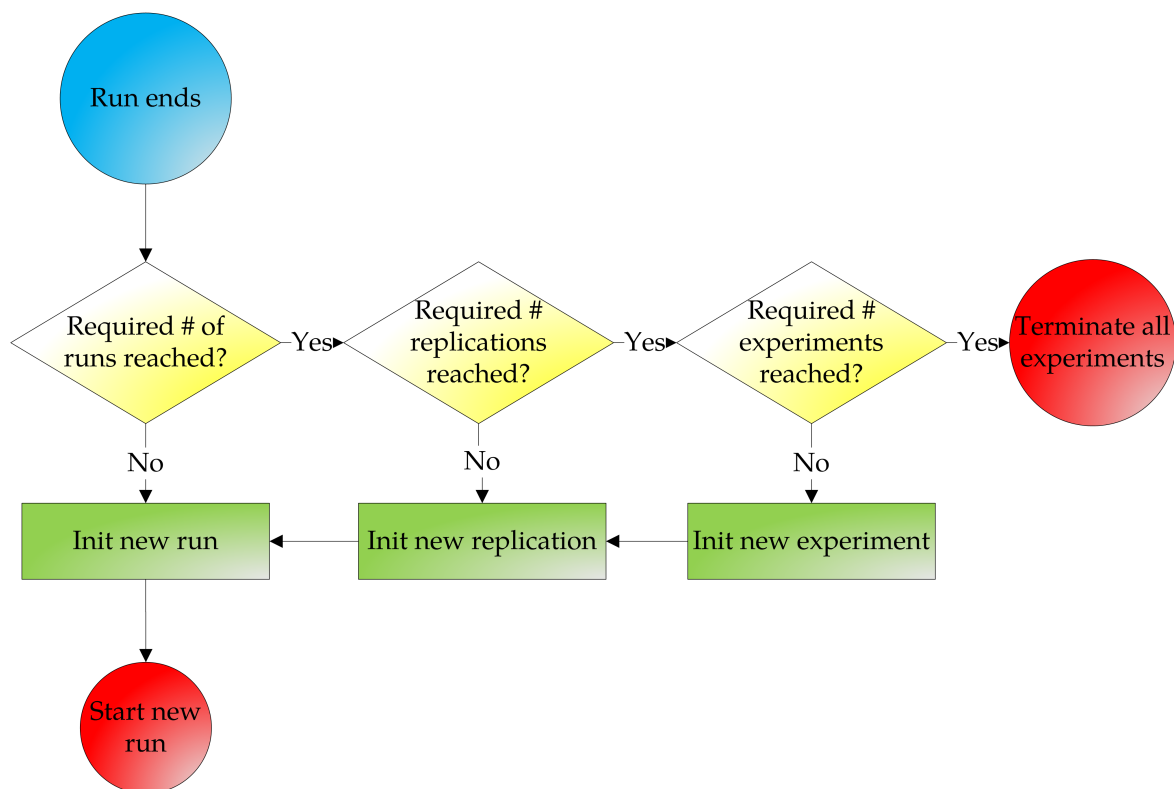 Run ends
Required # of
runs reached?
Yes
Required #
replications
reached?
Yes
Required #
experiments
reached?
Yes
Terminate all
experiments
No
No
No
Init new run
Init new replication
Init new experiment
Start new
run